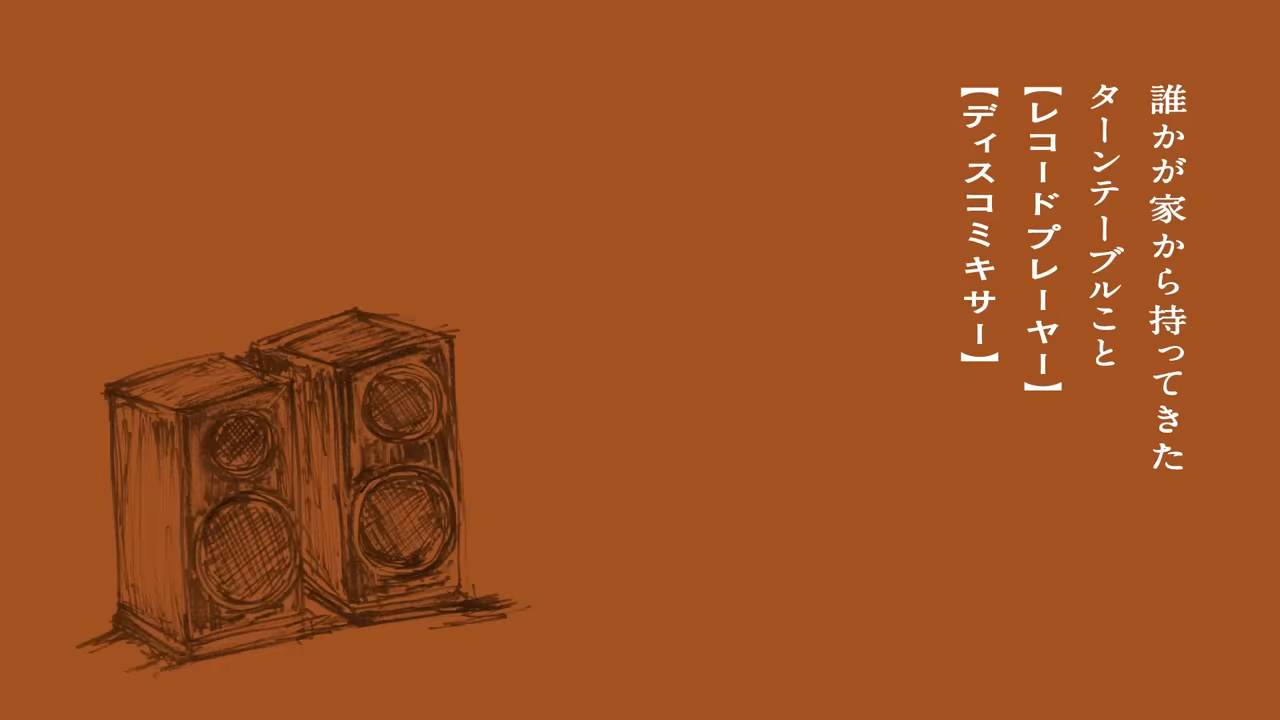 誰かが家から持ってきた
ターンテーブルこと
【レコードプレーヤー】
【ディスコミキサー】